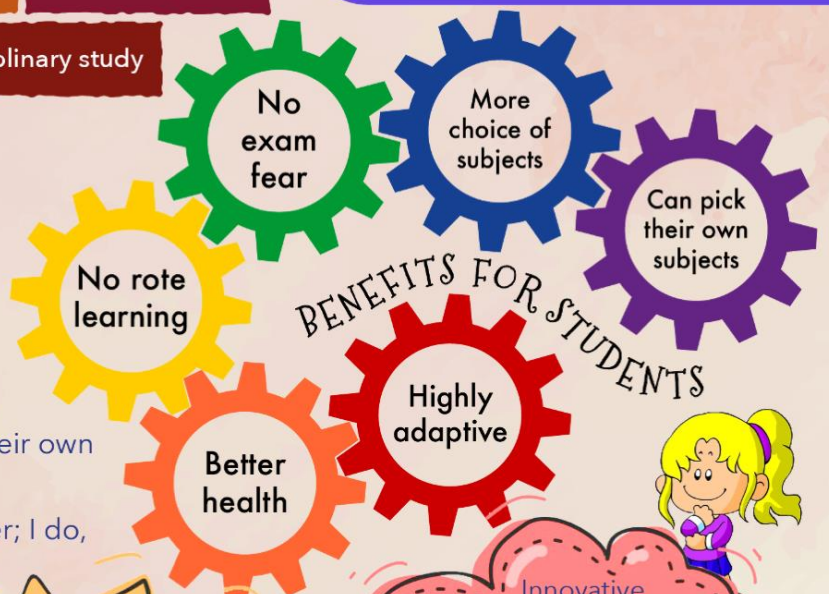 plinary study
No
exam
fear
More
choice of
subjects
Can pick
their own
subjects
No rote
learning
BENEFITS FOR STUDENTS
Highly
adaptive
Better
health
eir own
r; I do,
Innovative